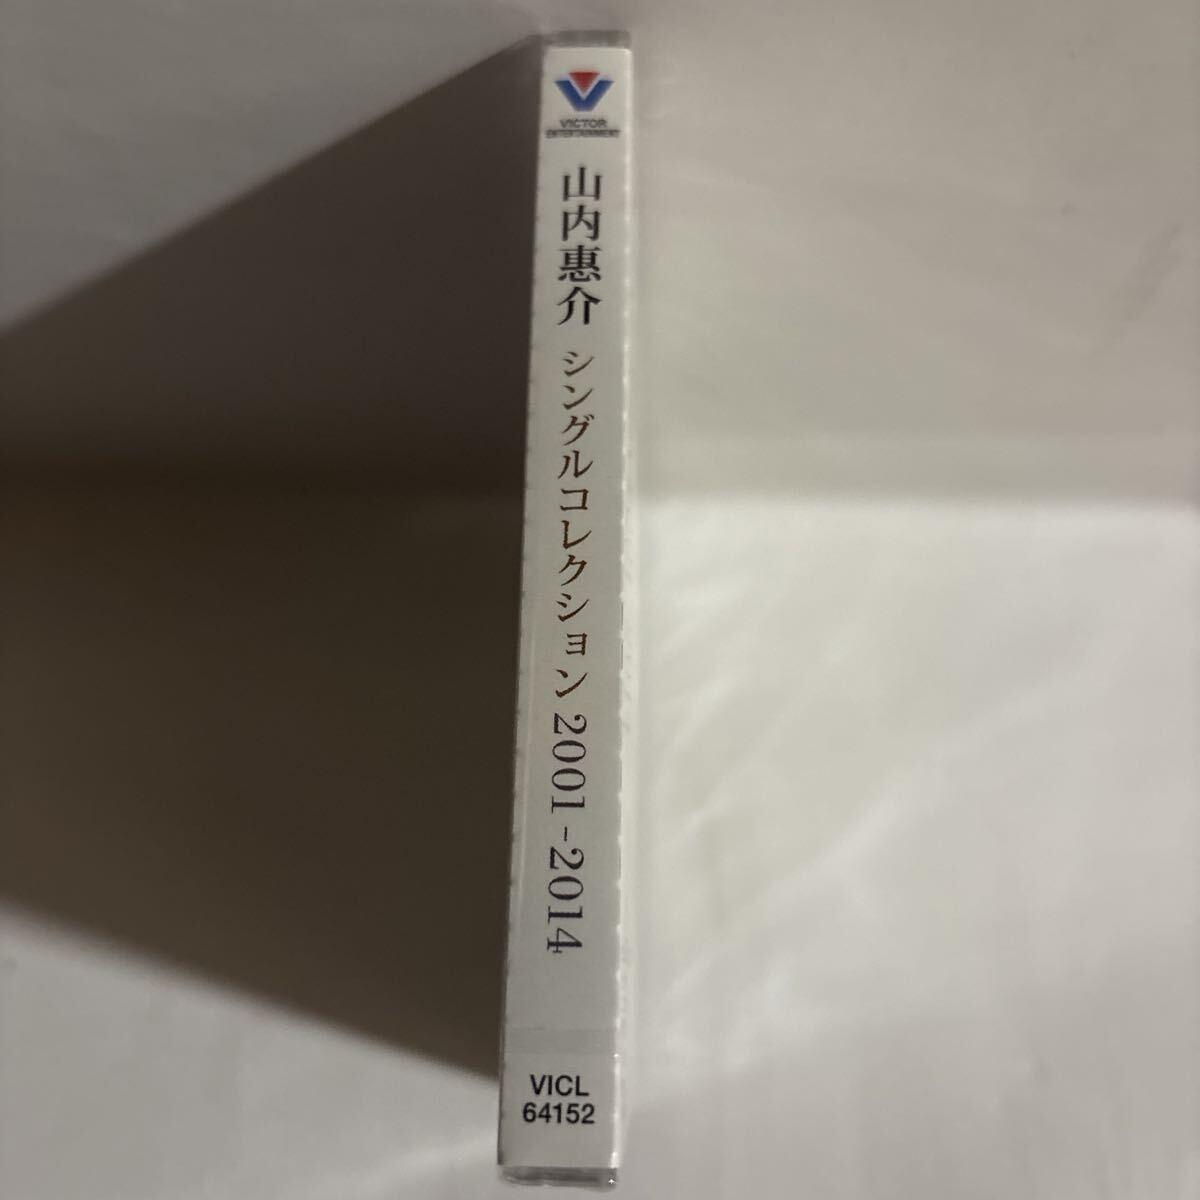 VICTOR
ENTERTAINMENT
山内惠介 シングルコレクション 2001-2014
VICL
64152